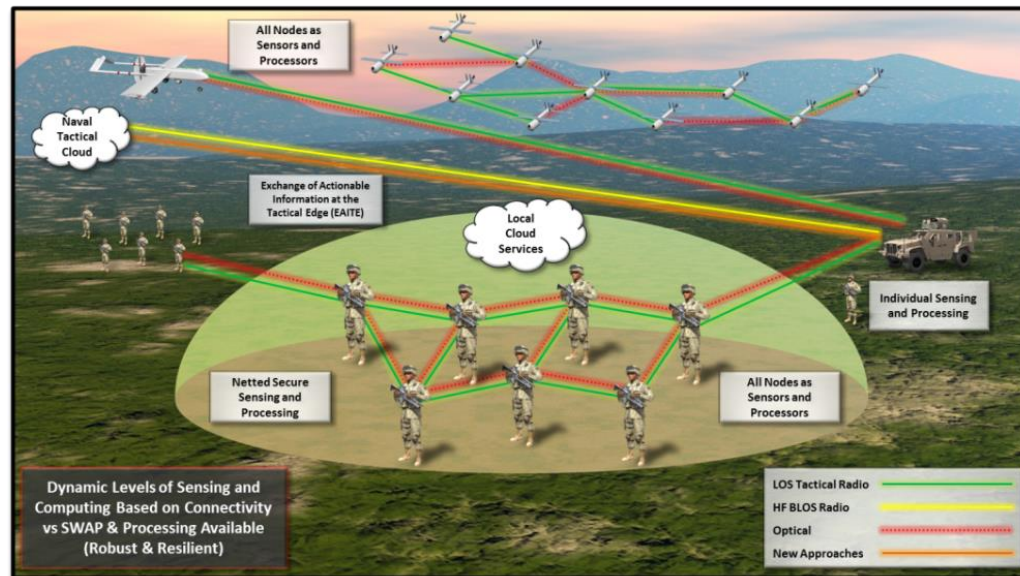 All Nodes as
Sensors and
Processors
Naval
Tactical
Cloud
Exchange of Actionable
Information at the
Tactical Edge (EAITE)
Local
Cloud
Services
Individual Sensing
and Processing
Netted Secure
Sensing and
Processing
All Nodes as
Sensors and
Processors
Dynamic Levels of Sensing and
Computing Based on Connectivity
vs SWAP & Processing Available
(Robust & Resilient)
LOS Tactical Radio
HF BLOS Radio
Optical
New Approaches